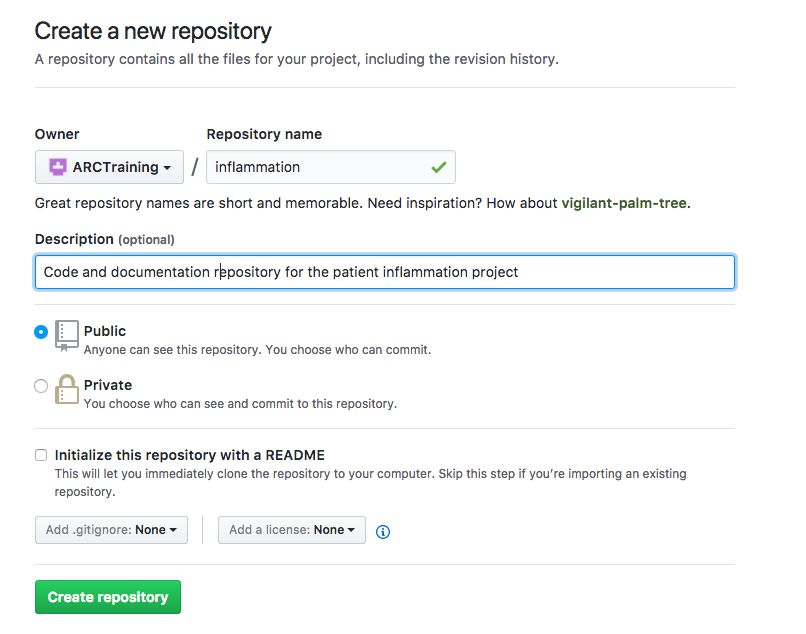 Create a new repository
A repository contains all the files for your project, including the revision history.
Owner Repository name
ARCTraining / inflammation
Great repository names are short and memorable. Need inspiration? How about vigilant-palm-tree.
Description (optional)
Code and documentation repository for the patient inflammation project
Public
Anyone can see this repository. You choose who can commit.
Private
You choose who can see and commit to this repository.
Initialize this repository with a README
This will let you immediately clone the repository to your computer. Skip this step if you’re importing an existing
repository.
Add .gitignore: None Add a license: None
Create repository